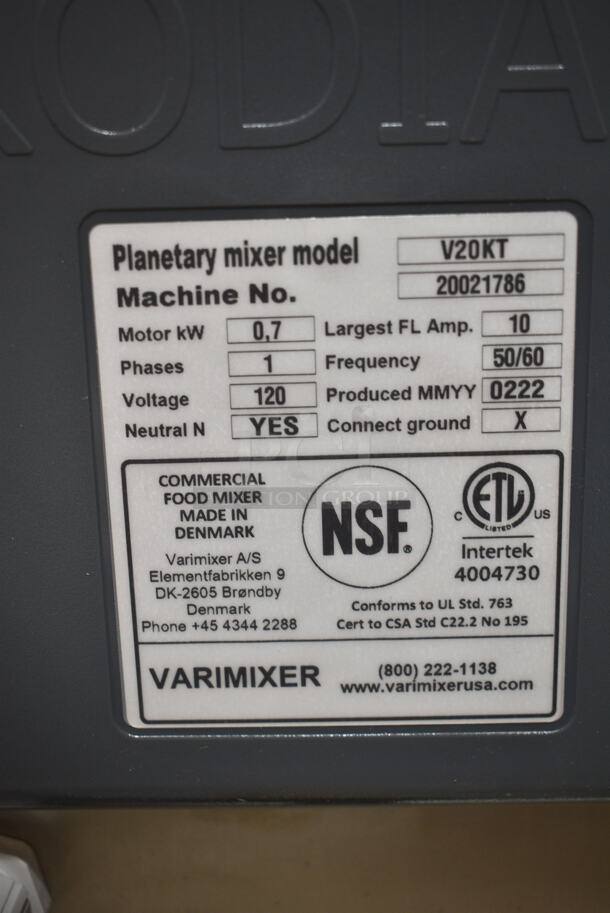 ODIA
Planetary mixer model V20KT
Machine No. 20021786
Motor kW 0,7 Largest FL Amp. 10
Phases 1 Frequency 50/60
Voltage 120 Produced MMYY 0222
Neutral N YES Connect ground X
COMMERCIAL
FOOD MIXER
MADE IN
DENMARK
Varimixer A/S
Elementfabrikken 9
DK-2605 Brøndby
Denmark
Phone +45 4344 2288
NSF®
C ETL US
LISTED
Intertek
4004730
Conforms to UL Std. 763
Cert to CSA Std C22.2 No 195
VARIMIXER
(800) 222-1138
www.varimixerusa.com